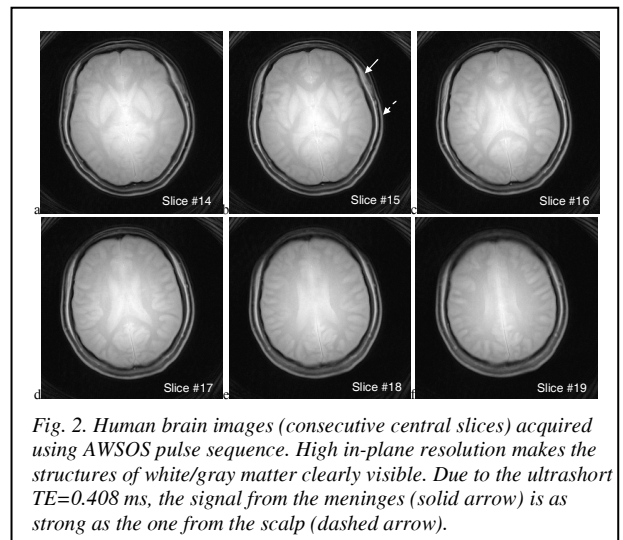 a
Slice #14
b
Slice #15
c
Slice #16
d
Slice #17
e
Slice #18
f
Slice #19
Fig. 2. Human brain images (consecutive central slices) acquired
using AWSOS pulse sequence. High in-plane resolution makes the
structures of white/gray matter clearly visible. Due to the ultrashort
TE=0.408 ms, the signal from the meninges (solid arrow) is as
strong as the one from the scalp (dashed arrow).